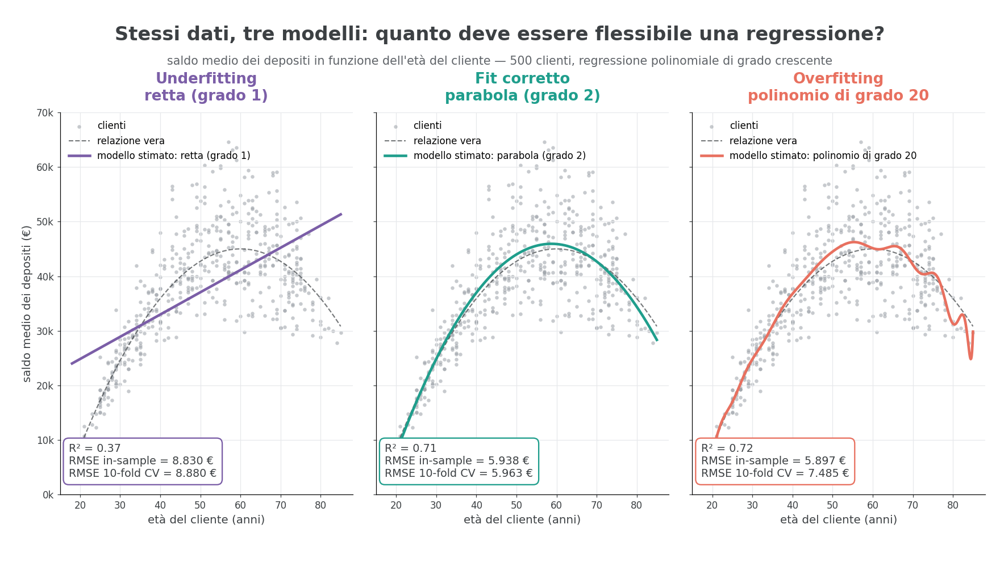 Stessi dati, tre modelli: quanto deve essere flessibile una regressione?
saldo medio dei depositi in funzione dell'età del cliente — 500 clienti, regressione polinomiale di grado crescente
Underfitting
retta (grado 1)
70k
60k
50k
40k
30k
20k
10k
0k
saldo medio dei depositi (€)
clienti
relazione vera
modello stimato: retta (grado 1)
R² = 0.37
RMSE in-sample = 8.830 €
RMSE 10-fold CV = 8.880 €
20 30 40 50 60 70 80
età del cliente (anni)
Fit corretto
parabola (grado 2)
clienti
relazione vera
modello stimato: parabola (grado 2)
R² = 0.71
RMSE in-sample = 5.938 €
RMSE 10-fold CV = 5.963 €
20 30 40 50 60 70 80
età del cliente (anni)
Overfitting
polinomio di grado 20
clienti
relazione vera
modello stimato: polinomio di grado 20
R² = 0.72
RMSE in-sample = 5.897 €
RMSE 10-fold CV = 7.485 €
20 30 40 50 60 70 80
età del cliente (anni)